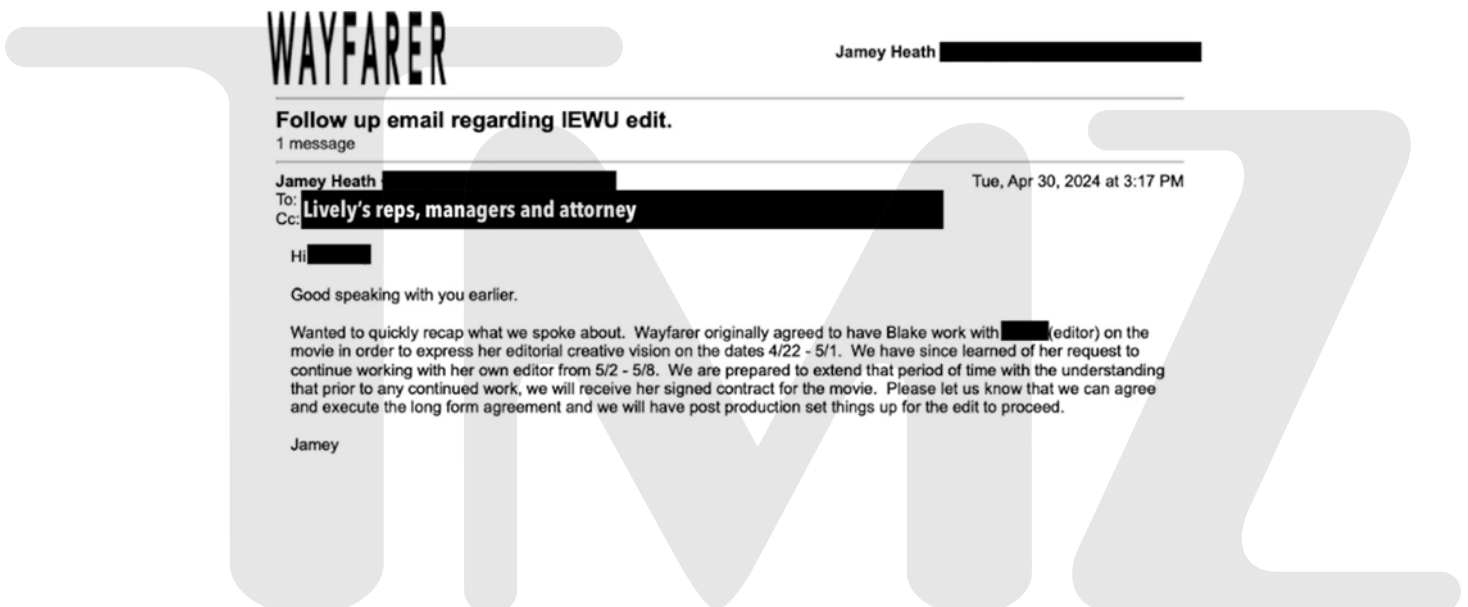 WAYFARER
Jamey Heath
Follow up email regarding IEWU edit.
1 message
Jamey Heath
Tue, Apr 30, 2024 at 3:17 PM
To:
Cc:
Lively's reps, managers and attorney
Hi
Good speaking with you earlier.
Wanted to quickly recap what we spoke about. Wayfarer originally agreed to have Blake work with (editor) on the
movie in order to express her editorial creative vision on the dates 4/22 - 5/1. We have since learned of her request to
continue working with her own editor from 5/2 - 5/8. We are prepared to extend that period of time with the understanding
that prior to any continued work, we will receive her signed contract for the movie. Please let us know that we can agree
and execute the long form agreement and we will have post production set things up for the edit to proceed.
Jamey
TMZ